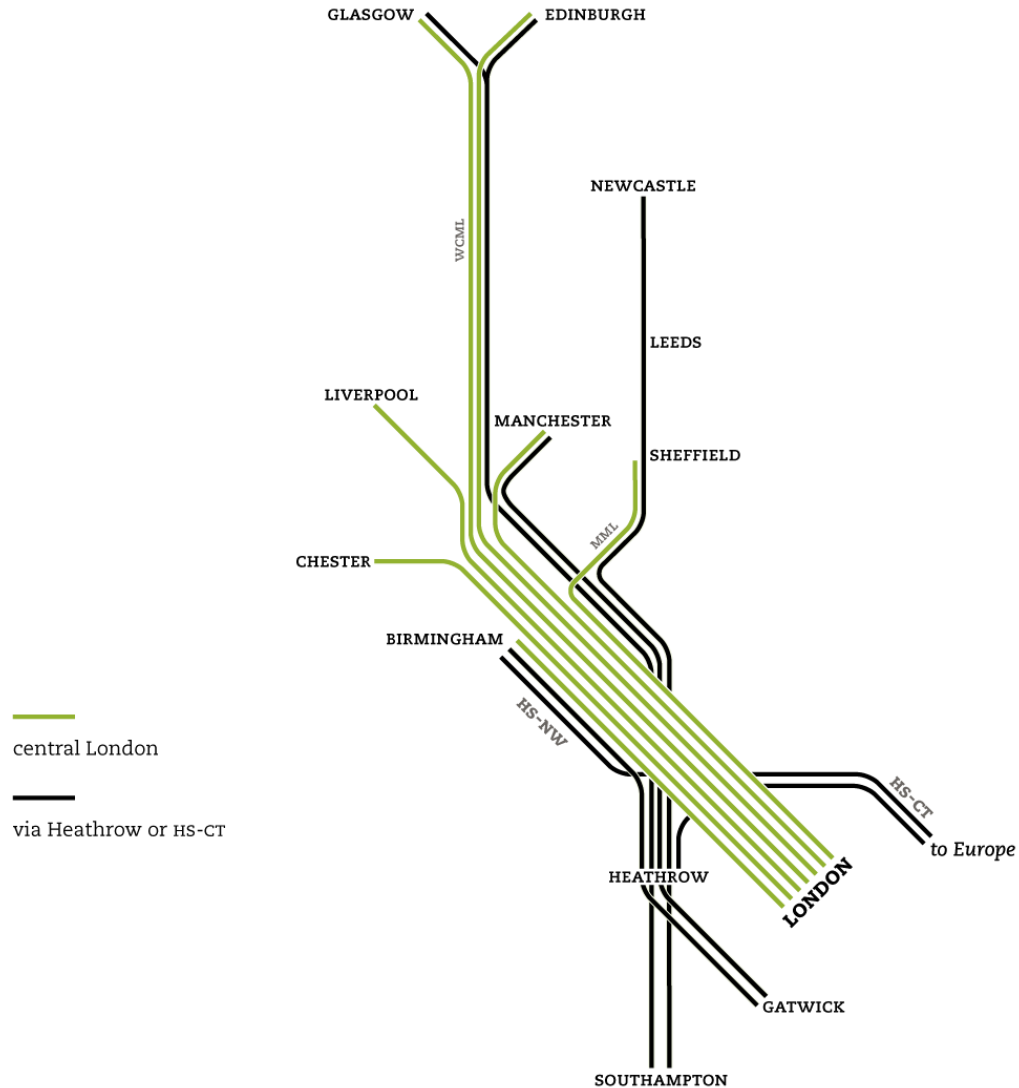 GLASGOW
EDINBURGH
NEWCASTLE
WCML
LEEDS
LIVERPOOL
MANCHESTER
SHEFFIELD
MML
CHESTER
BIRMINGHAM
HS-NW
central London
HS-CT
via Heathrow or HS-CT
to Europe
HEATHROW
LONDON
GATWICK
SOUTHAMPTON